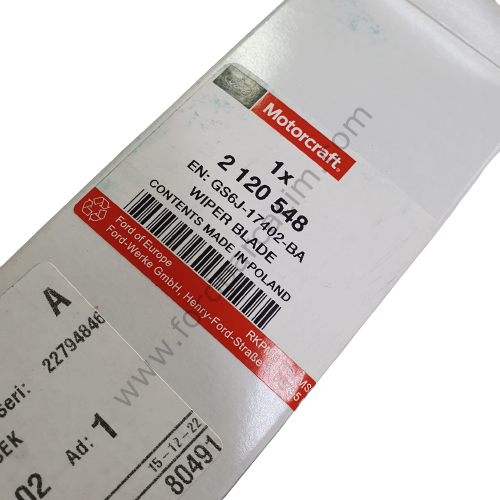 Motorcraft
1x
2 120 548
EN: GS6J-17402-BA
WIPER BLADE
CONTENTS MADE IN POLAND
Ford of Europe
Ford-Werke GmbH, Henry-Ford-Straße
A
Seri: 22794846
Ad: 1
15-12-22
80491
02